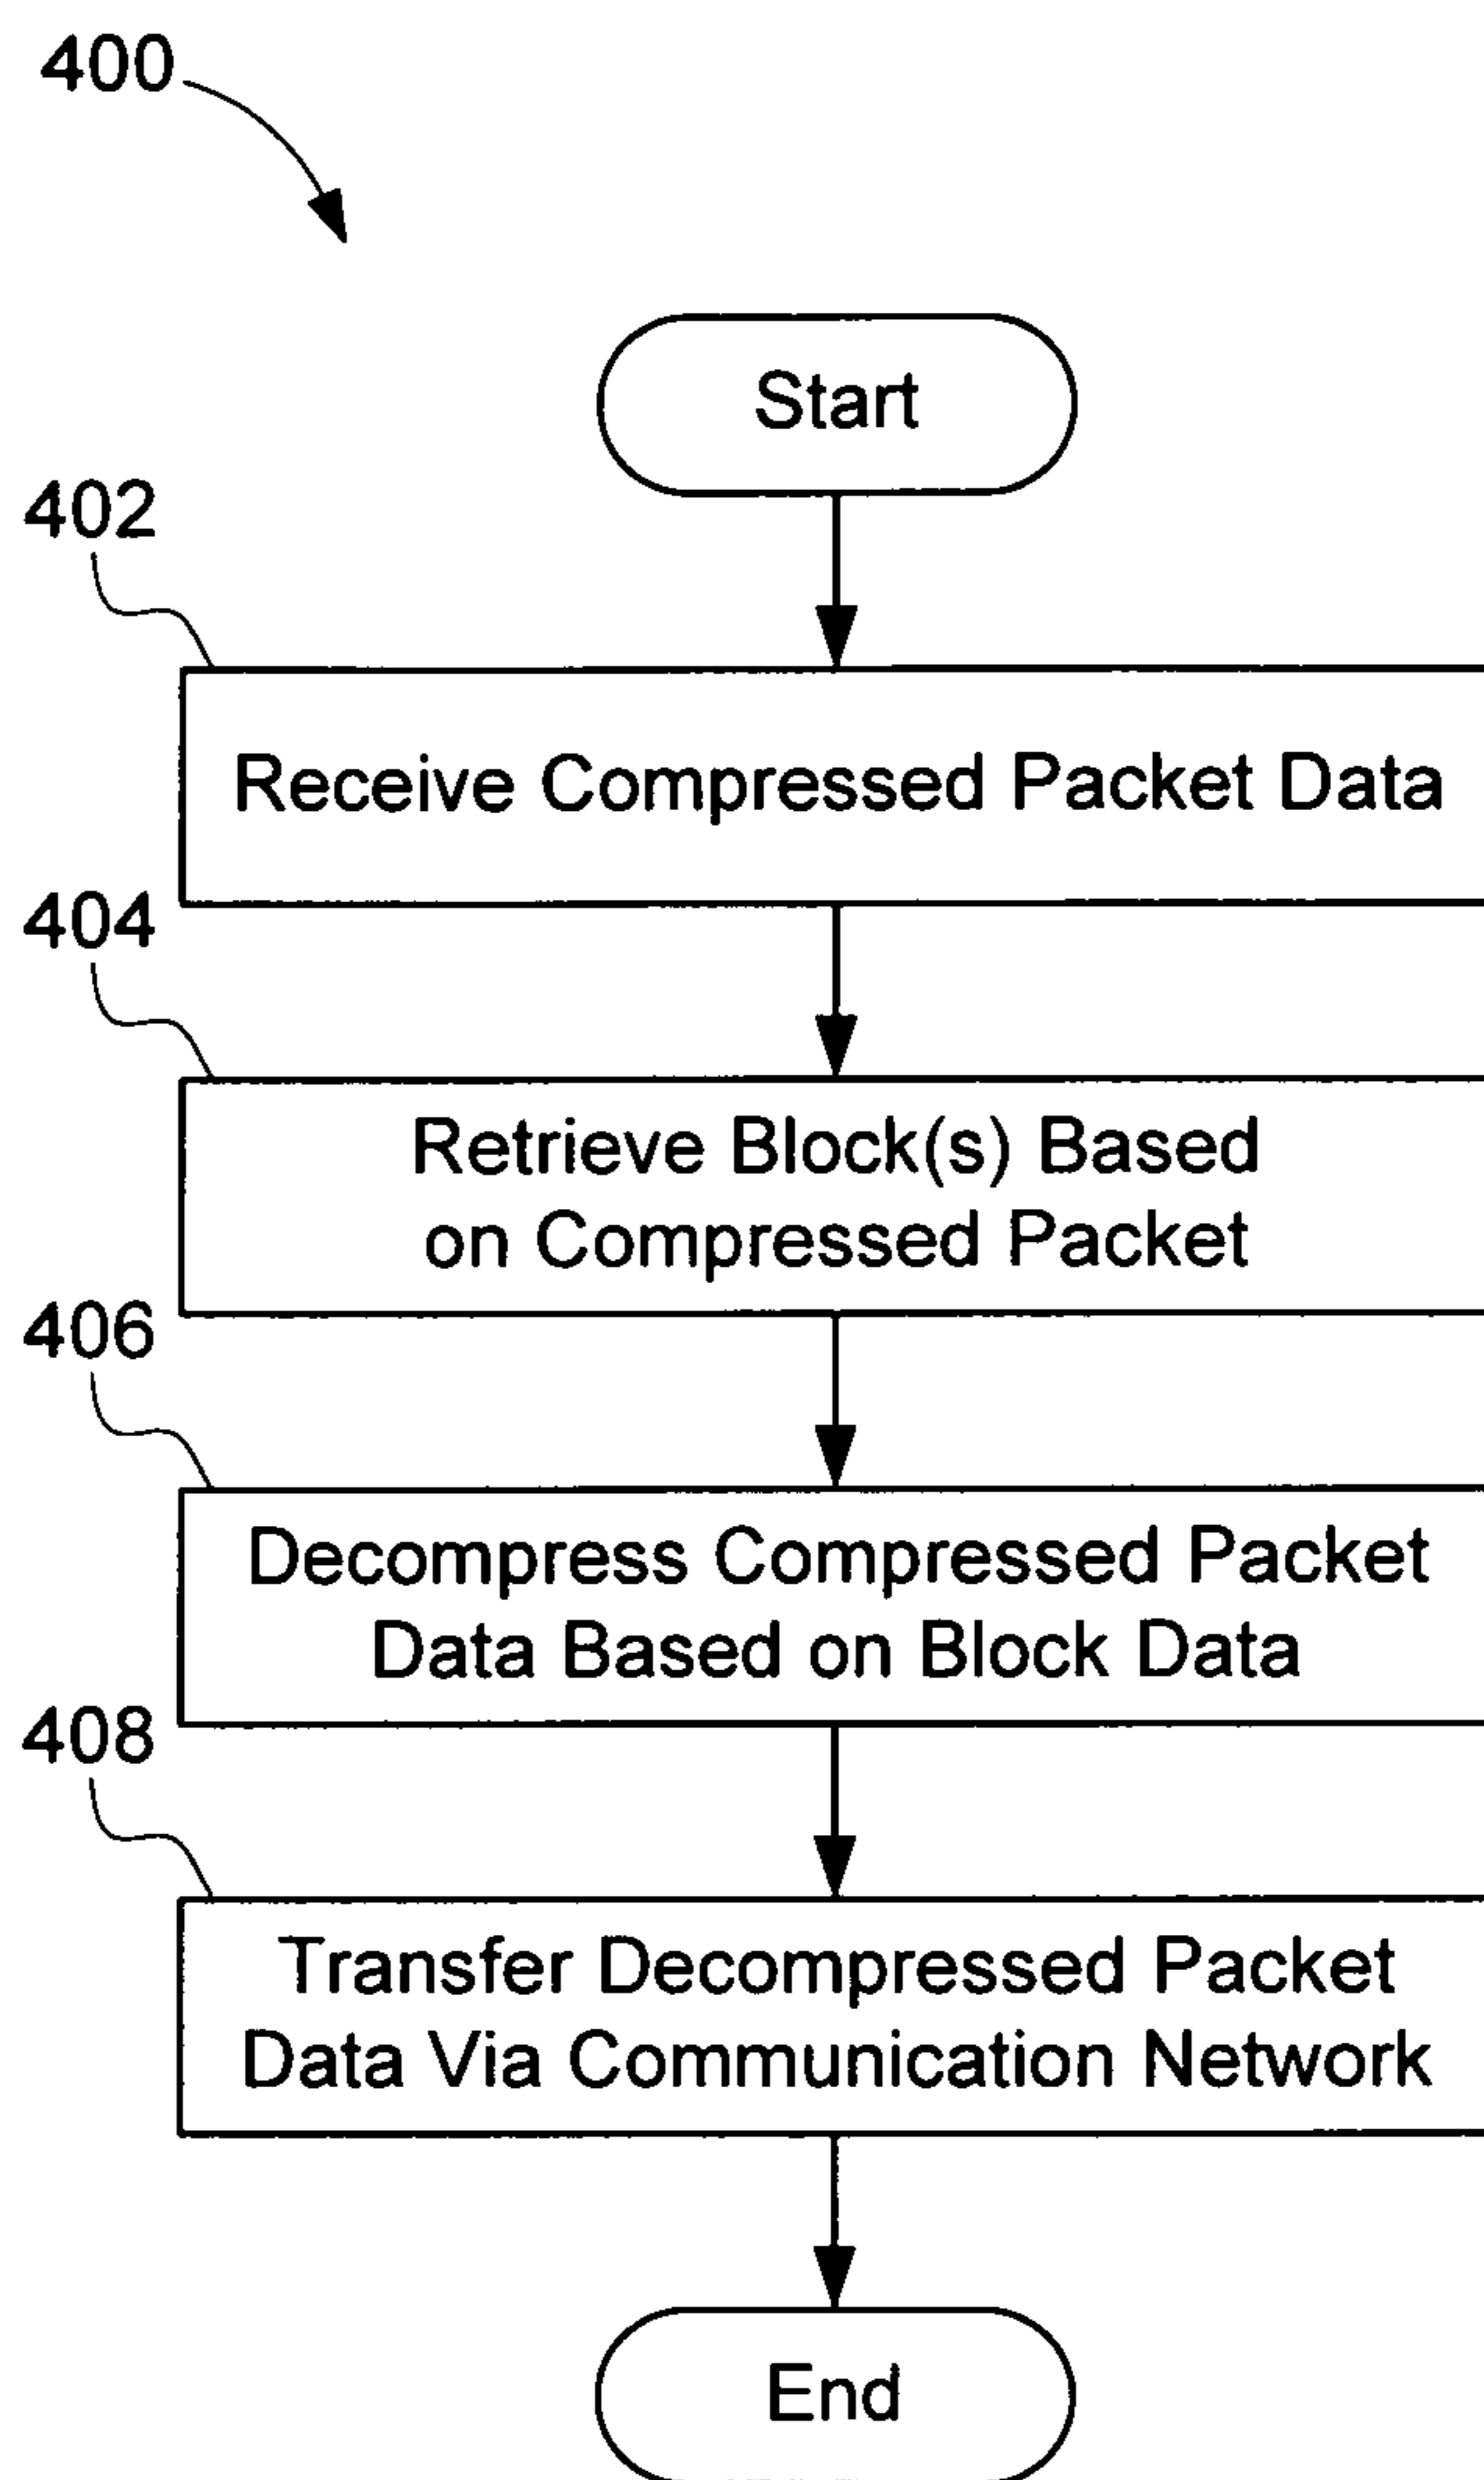 400
Start
402
Receive Compressed Packet Data
404
Retrieve Block(s) Based
on Compressed Packet
406
Decompress Compressed Packet
Data Based on Block Data
408
Transfer Decompressed Packet
Data Via Communication Network
End